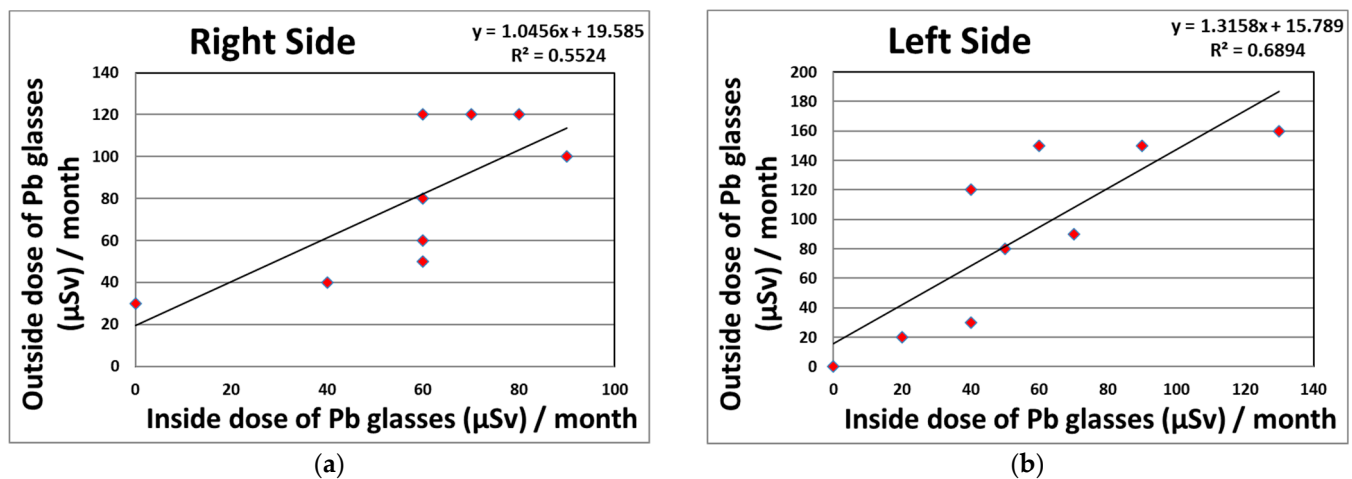 Right Side
y = 1.0456x + 19.585
R² = 0.5524
Outside dose of Pb glasses
(µSv) / month
140
120
100
80
60
40
20
0
0 20 40 60 80 100
Inside dose of Pb glasses (µSv) / month
(a)
Left Side
y = 1.3158x + 15.789
R² = 0.6894
Outside dose of Pb glasses
(µSv) / month
200
180
160
140
120
100
80
60
40
20
0
0 20 40 60 80 100 120 140
Inside dose of Pb glasses (µSv) / month
(b)